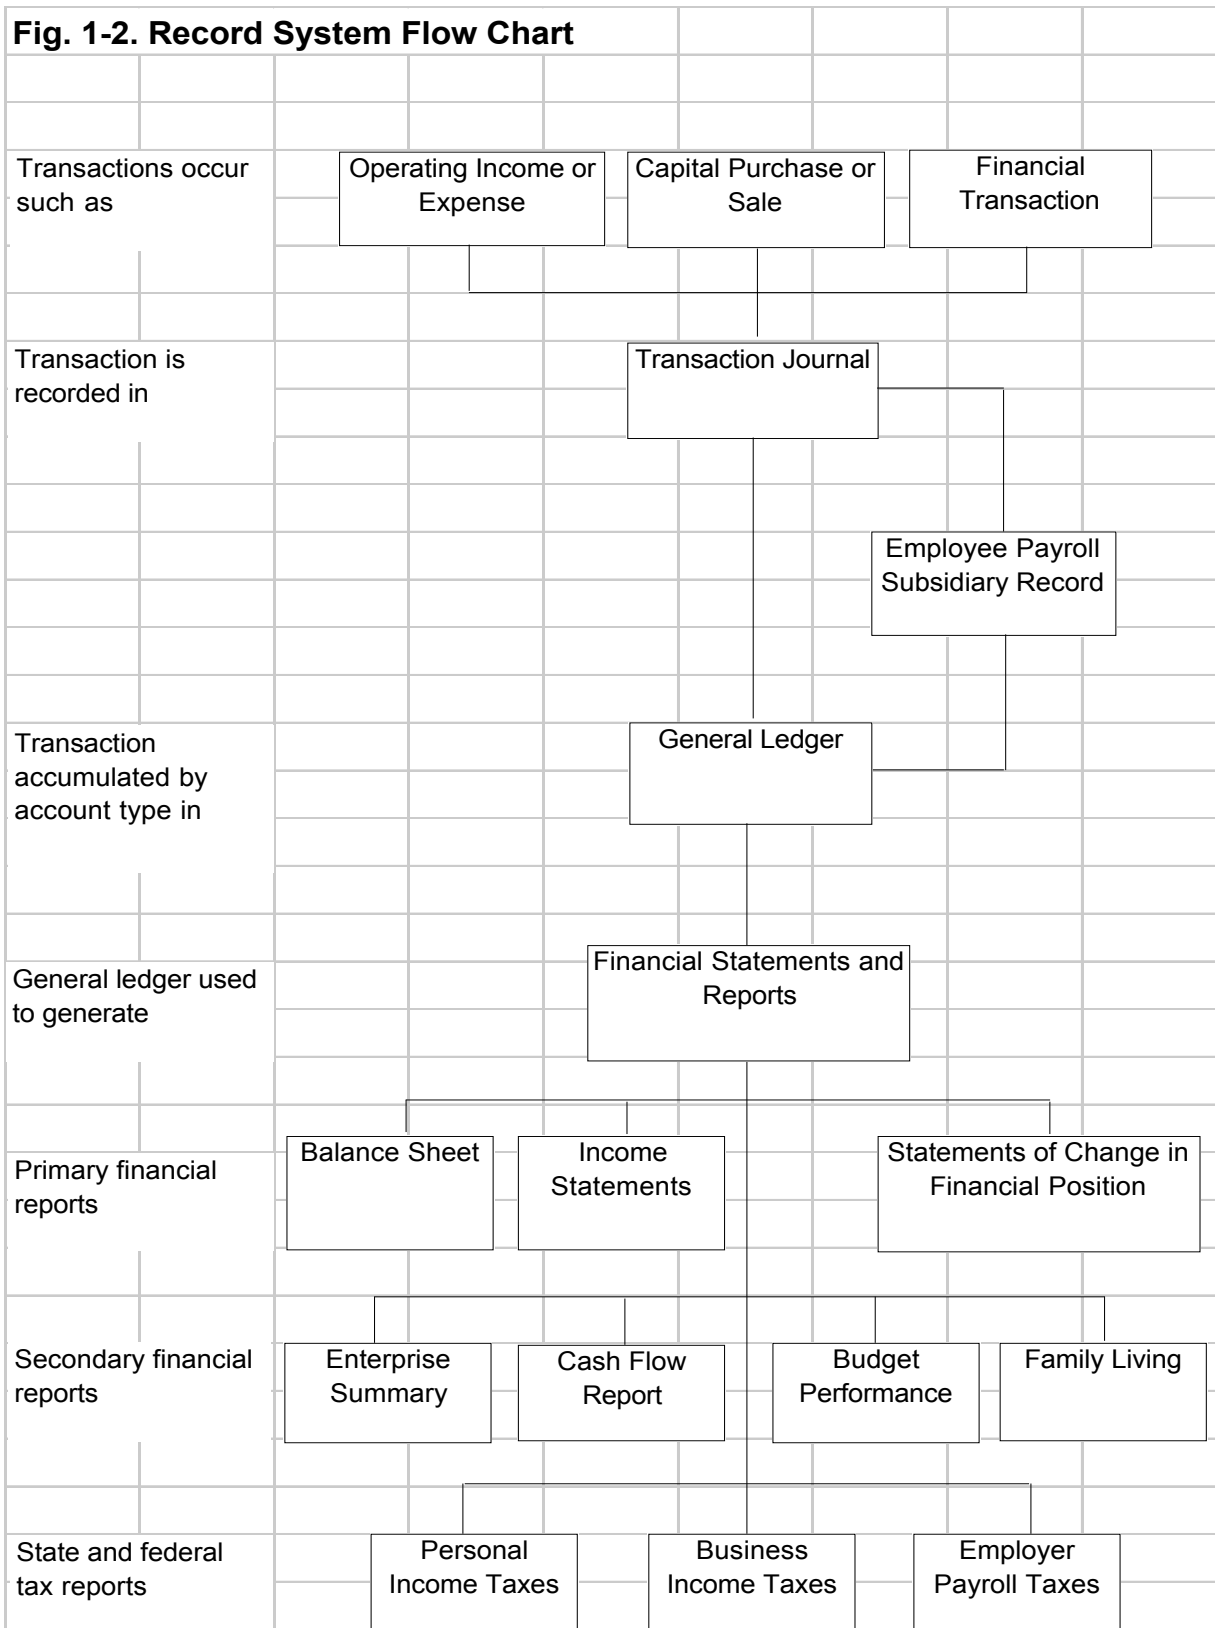 Fig. 1-2. Record System Flow Chart
Transactions occur
such as
Operating Income or
Expense
Capital Purchase or
Sale
Financial
Transaction
Transaction is
recorded in
Transaction Journal
Employee Payroll
Subsidiary Record
Transaction
accumulated by
account type in
General Ledger
General ledger used
to generate
Financial Statements and
Reports
Primary financial
reports
Balance Sheet
Income
Statements
Statements of Change in
Financial Position
Secondary financial
reports
Enterprise
Summary
Cash Flow
Report
Budget
Performance
Family Living
State and federal
tax reports
Personal
Income Taxes
Business
Income Taxes
Employer
Payroll Taxes